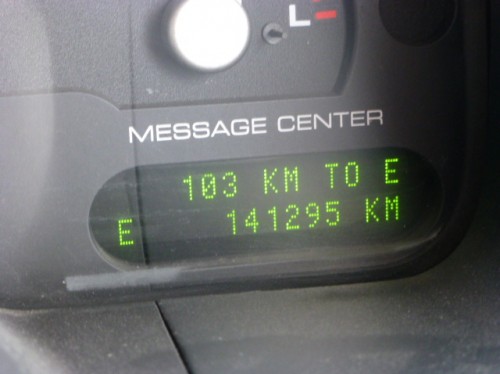 L
MESSAGE CENTER
103 KM TO E
E 141295 KM